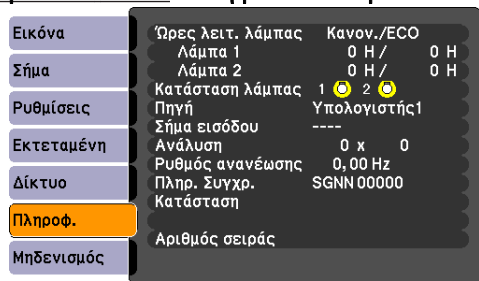 Εικόνα
Σήμα
Ρυθμίσεις
Εκτεταμένη
Δίκτυο
Πληροφ.
Μηδενισμός
Ώρες λειτ. λάμπας Κανον./ECO
Λάμπα 1 0 H / 0 H
Λάμπα 2 0 H / 0 H
Κατάσταση λάμπας 1 2
Πηγή Υπολογιστής1
Σήμα εισόδου ----
Ανάλυση 0 x 0
Ρυθμός ανανέωσης 0,00 Hz
Πληρ. Συγχρ. SGNN 00000
Κατάσταση
Αριθμός σειράς